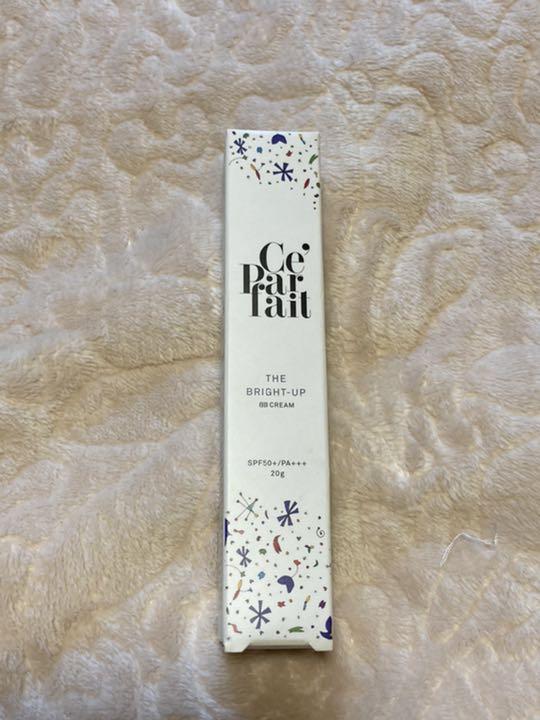 Ce'
Par
fait
THE
BRIGHT-UP
BB CREAM
SPF50+/PA+++
20g